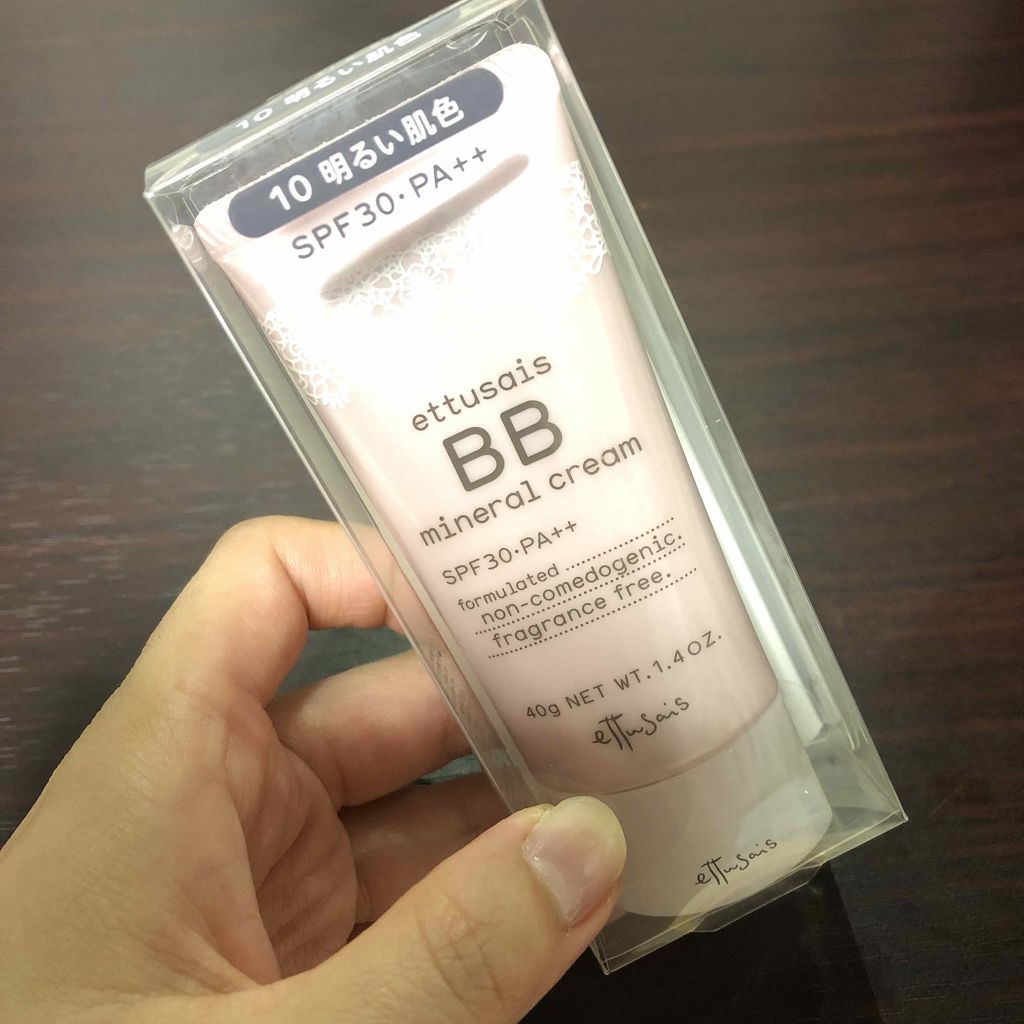 10 明るい肌色
10 明るい肌色
SPF30·PA++
ettusais
BB
mineral cream
SPF30·PA++
formulated
non-comedogenic.
fragrance free.
40g NET WT.1.4OZ.
ettusais
ettusais